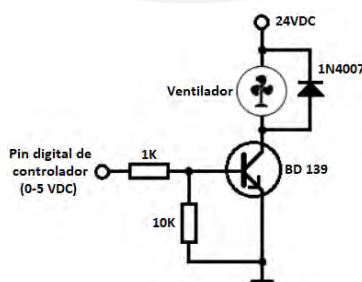 24VDC
1N4007
Ventilador
Pin digital de
controlador
(0-5 VDC)
1K
BD 139
10K